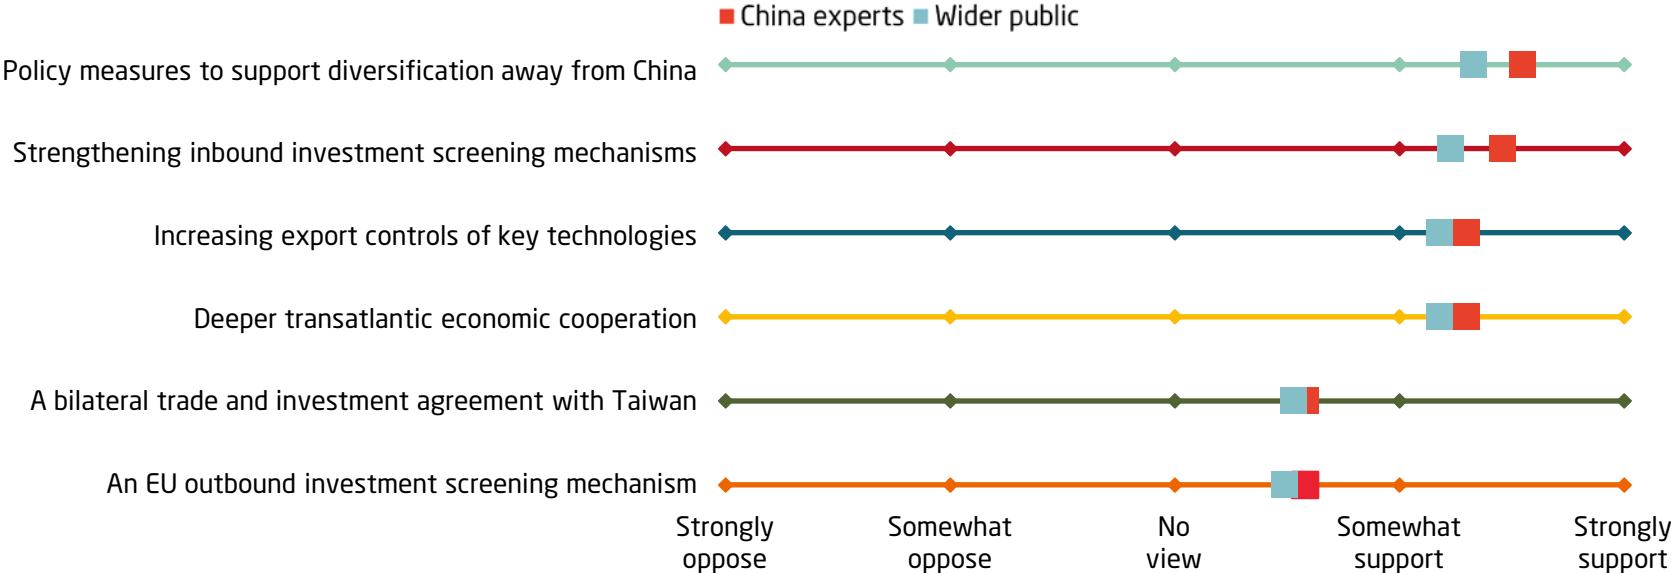 China experts Wider public
Policy measures to support diversification away from China
Strengthening inbound investment screening mechanisms
Increasing export controls of key technologies
Deeper transatlantic economic cooperation
A bilateral trade and investment agreement with Taiwan
An EU outbound investment screening mechanism
Strongly oppose
Somewhat oppose
No view
Somewhat support
Strongly support